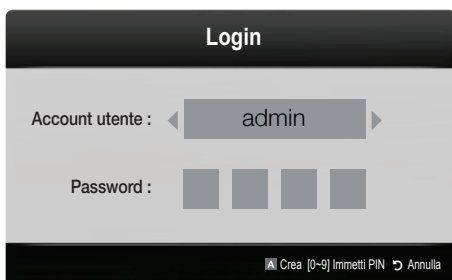 Login
Account utente : admin
Password :
A Crea [0~9] Immetti PIN Annulla